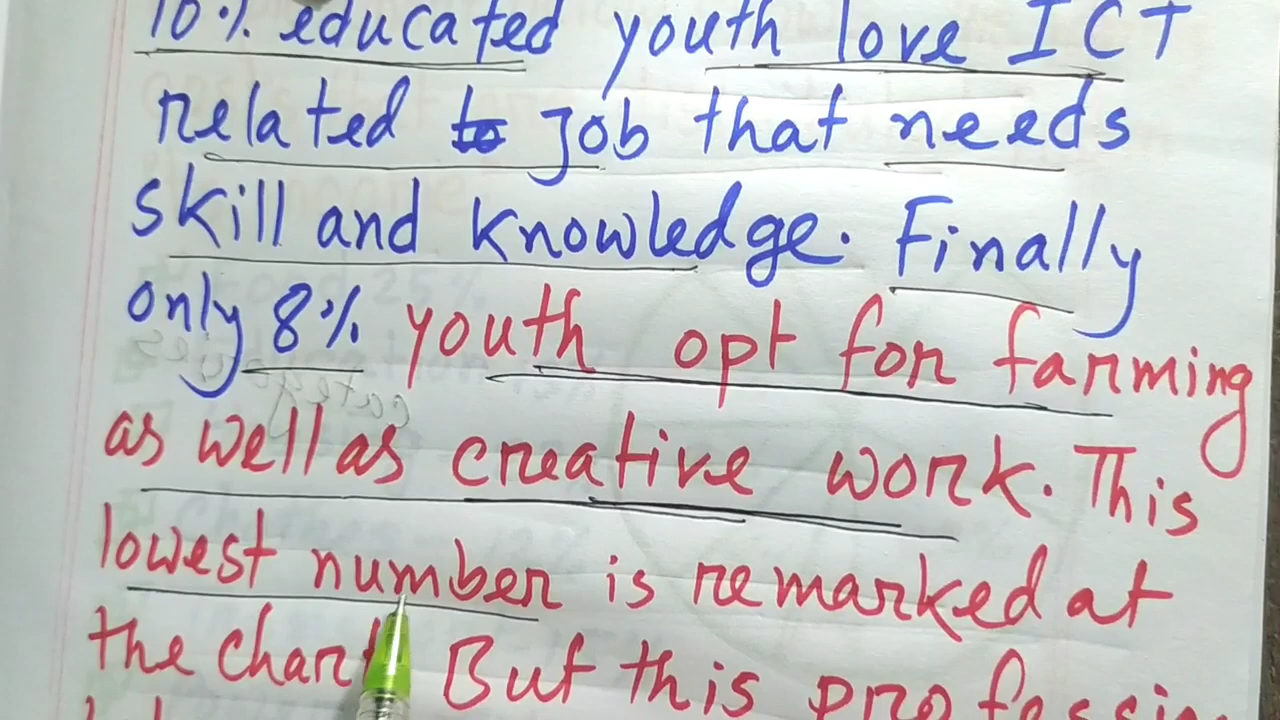 10% educated youth love ICT
related to Job that needs
skill and knowledge. Finally
only 8% youth opt for farming
as well as creative work. This
lowest number is remarked at
the chart But this professi